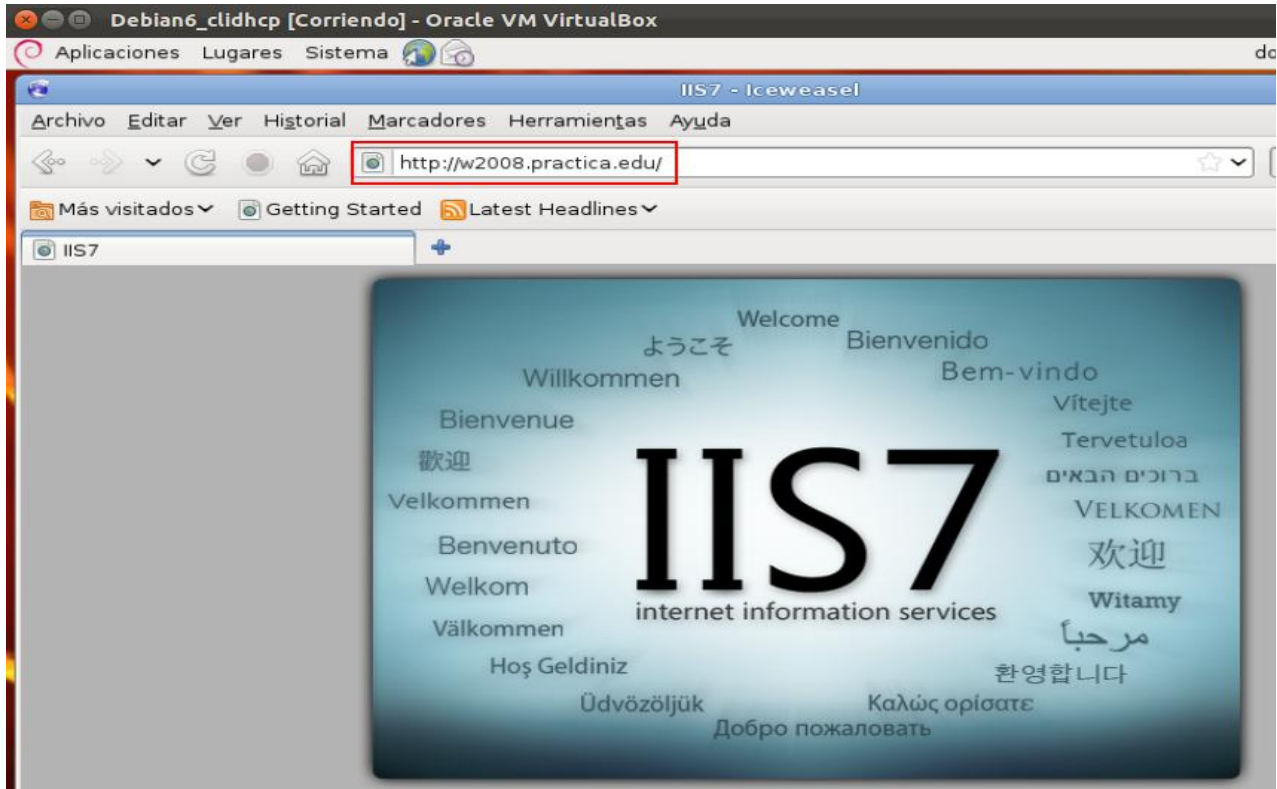 Debian6_clidhcp [Corriendo] - Oracle VM VirtualBox
Aplicaciones Lugares Sistema do
IIS7 - Iceweasel
Archivo Editar Ver Historial Marcadores Herramientas Ayuda
http://w2008.practica.edu/
Más visitados Getting Started Latest Headlines
IIS7
Welcome
ようこそ
Bienvenido
Willkommen
Bem-vindo
Vítejte
Bienvenue
Tervetuloa
歡迎
ברוכים הבאים
Velkommen
VELKOMEN
Benvenuto
欢迎
Welkom
Witamy
IIS7
internet information services
Välkommen
مرحباً
Hoş Geldiniz
환영합니다
Üdvözöljük
Καλώς ορίσατε
Добро пожаловать